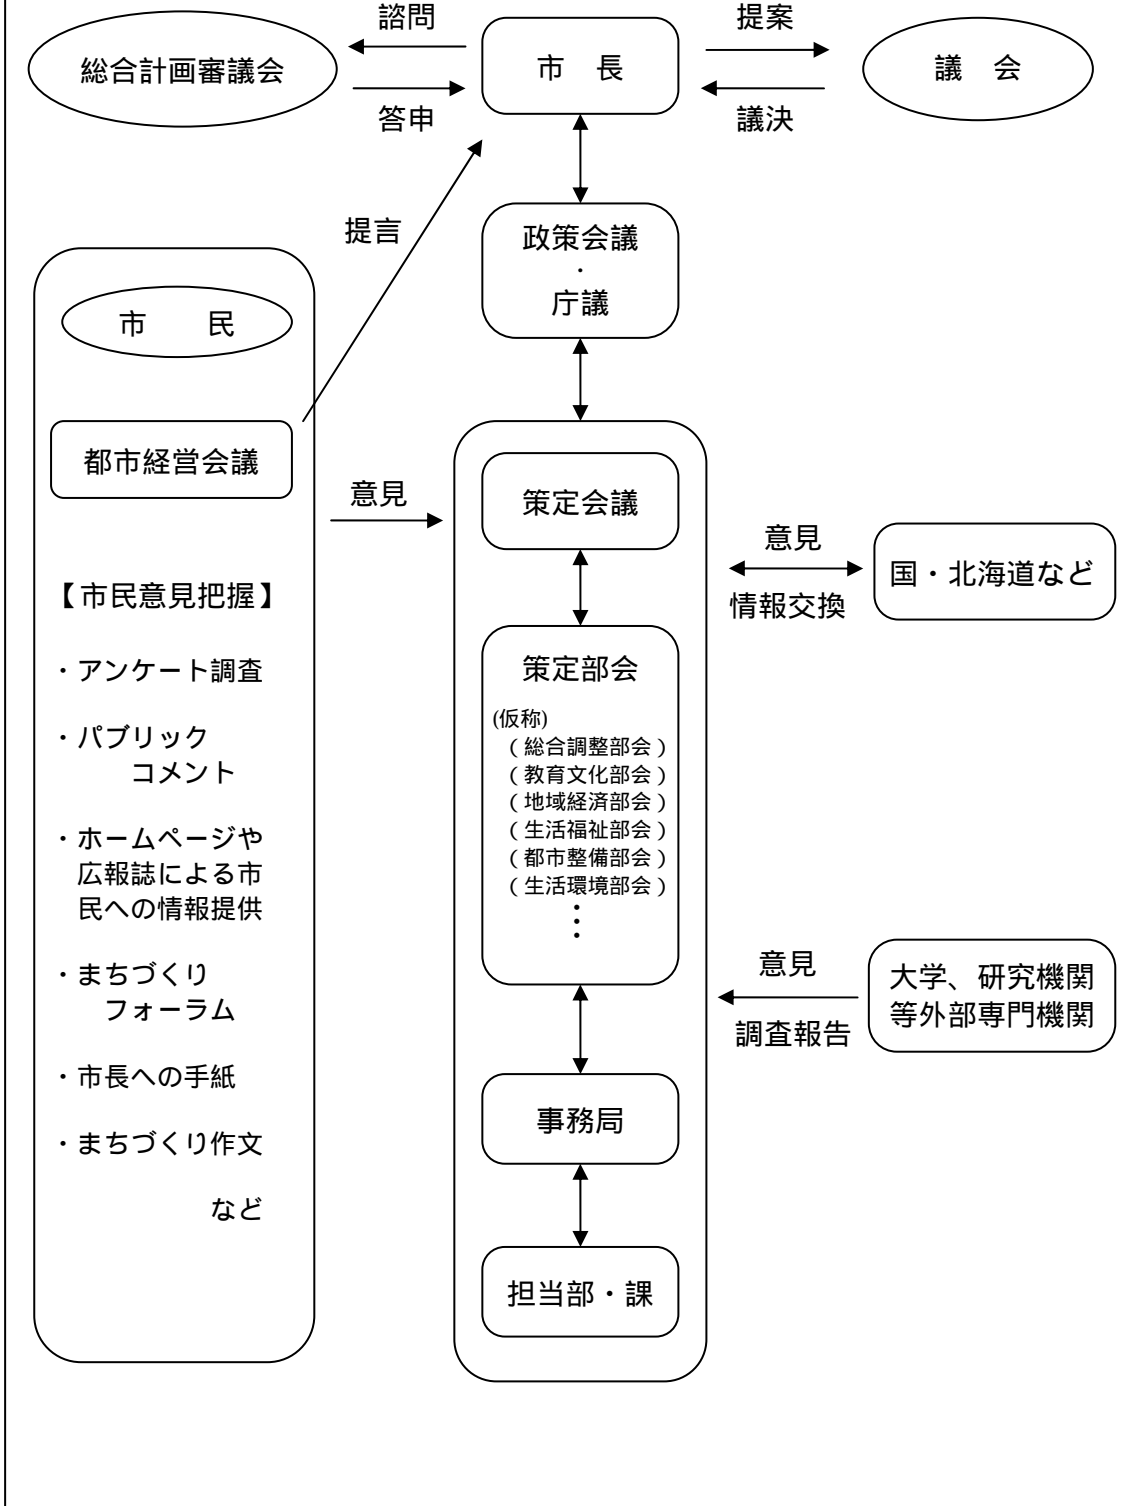 諮問
提案
総合計画審議会
市　長
議　会
答申
議決
提言
政策会議
・
庁議
市　　民
都市経営会議
意見
【市民意見把握】
・アンケート調査
・パブリック
コメント
・ホームページや
広報誌による市
民への情報提供
・まちづくり
フォーラム
・市長への手紙
・まちづくり作文
など
策定会議
策定部会
(仮称)
（総合調整部会）
（教育文化部会）
（地域経済部会）
（生活福祉部会）
（都市整備部会）
（生活環境部会）
︙
事務局
担当部・課
意見
情報交換
国・北海道など
意見
調査報告
大学、研究機関
等外部専門機関